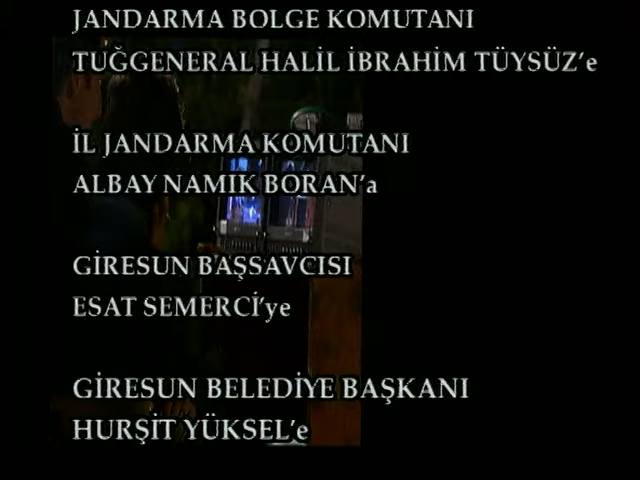 JANDARMA BÖLGE KOMUTANI
TUĞGENERAL HALİL İBRAHİM TÜYSÜZ'e
İL JANDARMA KOMUTANI
ALBAY NAMIK BORAN'a
GİRESUN BAŞSAVCISI
ESAT SEMERCİ'ye
GİRESUN BELEDİYE BAŞKANI
HURŞİT YÜKSEL'e